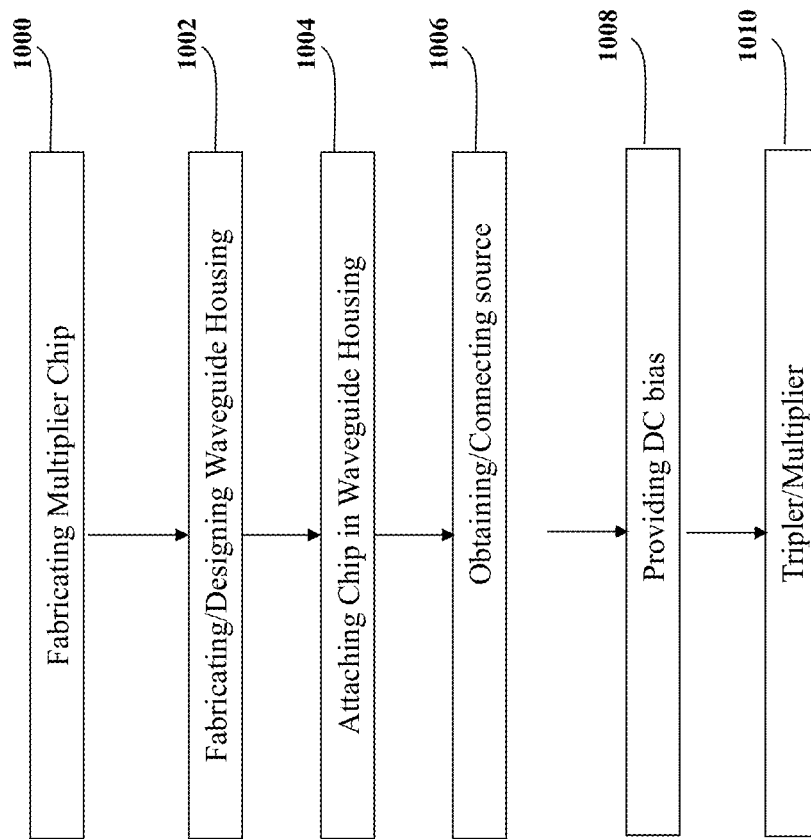 Fabricating Multiplier Chip
1000
Fabricating/Designing Waveguide Housing
1002
Attaching Chip in Waveguide Housing
1004
Obtaining/Connecting source
1006
Providing DC bias
1008
Tripler/Multiplier
1010